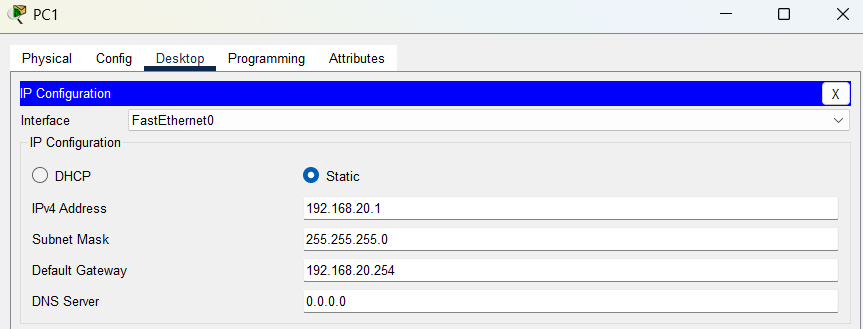 PC1
Physical Config Desktop Programming Attributes
IP Configuration X
Interface FastEthernet0
IP Configuration
DHCP Static
IPv4 Address 192.168.20.1
Subnet Mask 255.255.255.0
Default Gateway 192.168.20.254
DNS Server 0.0.0.0